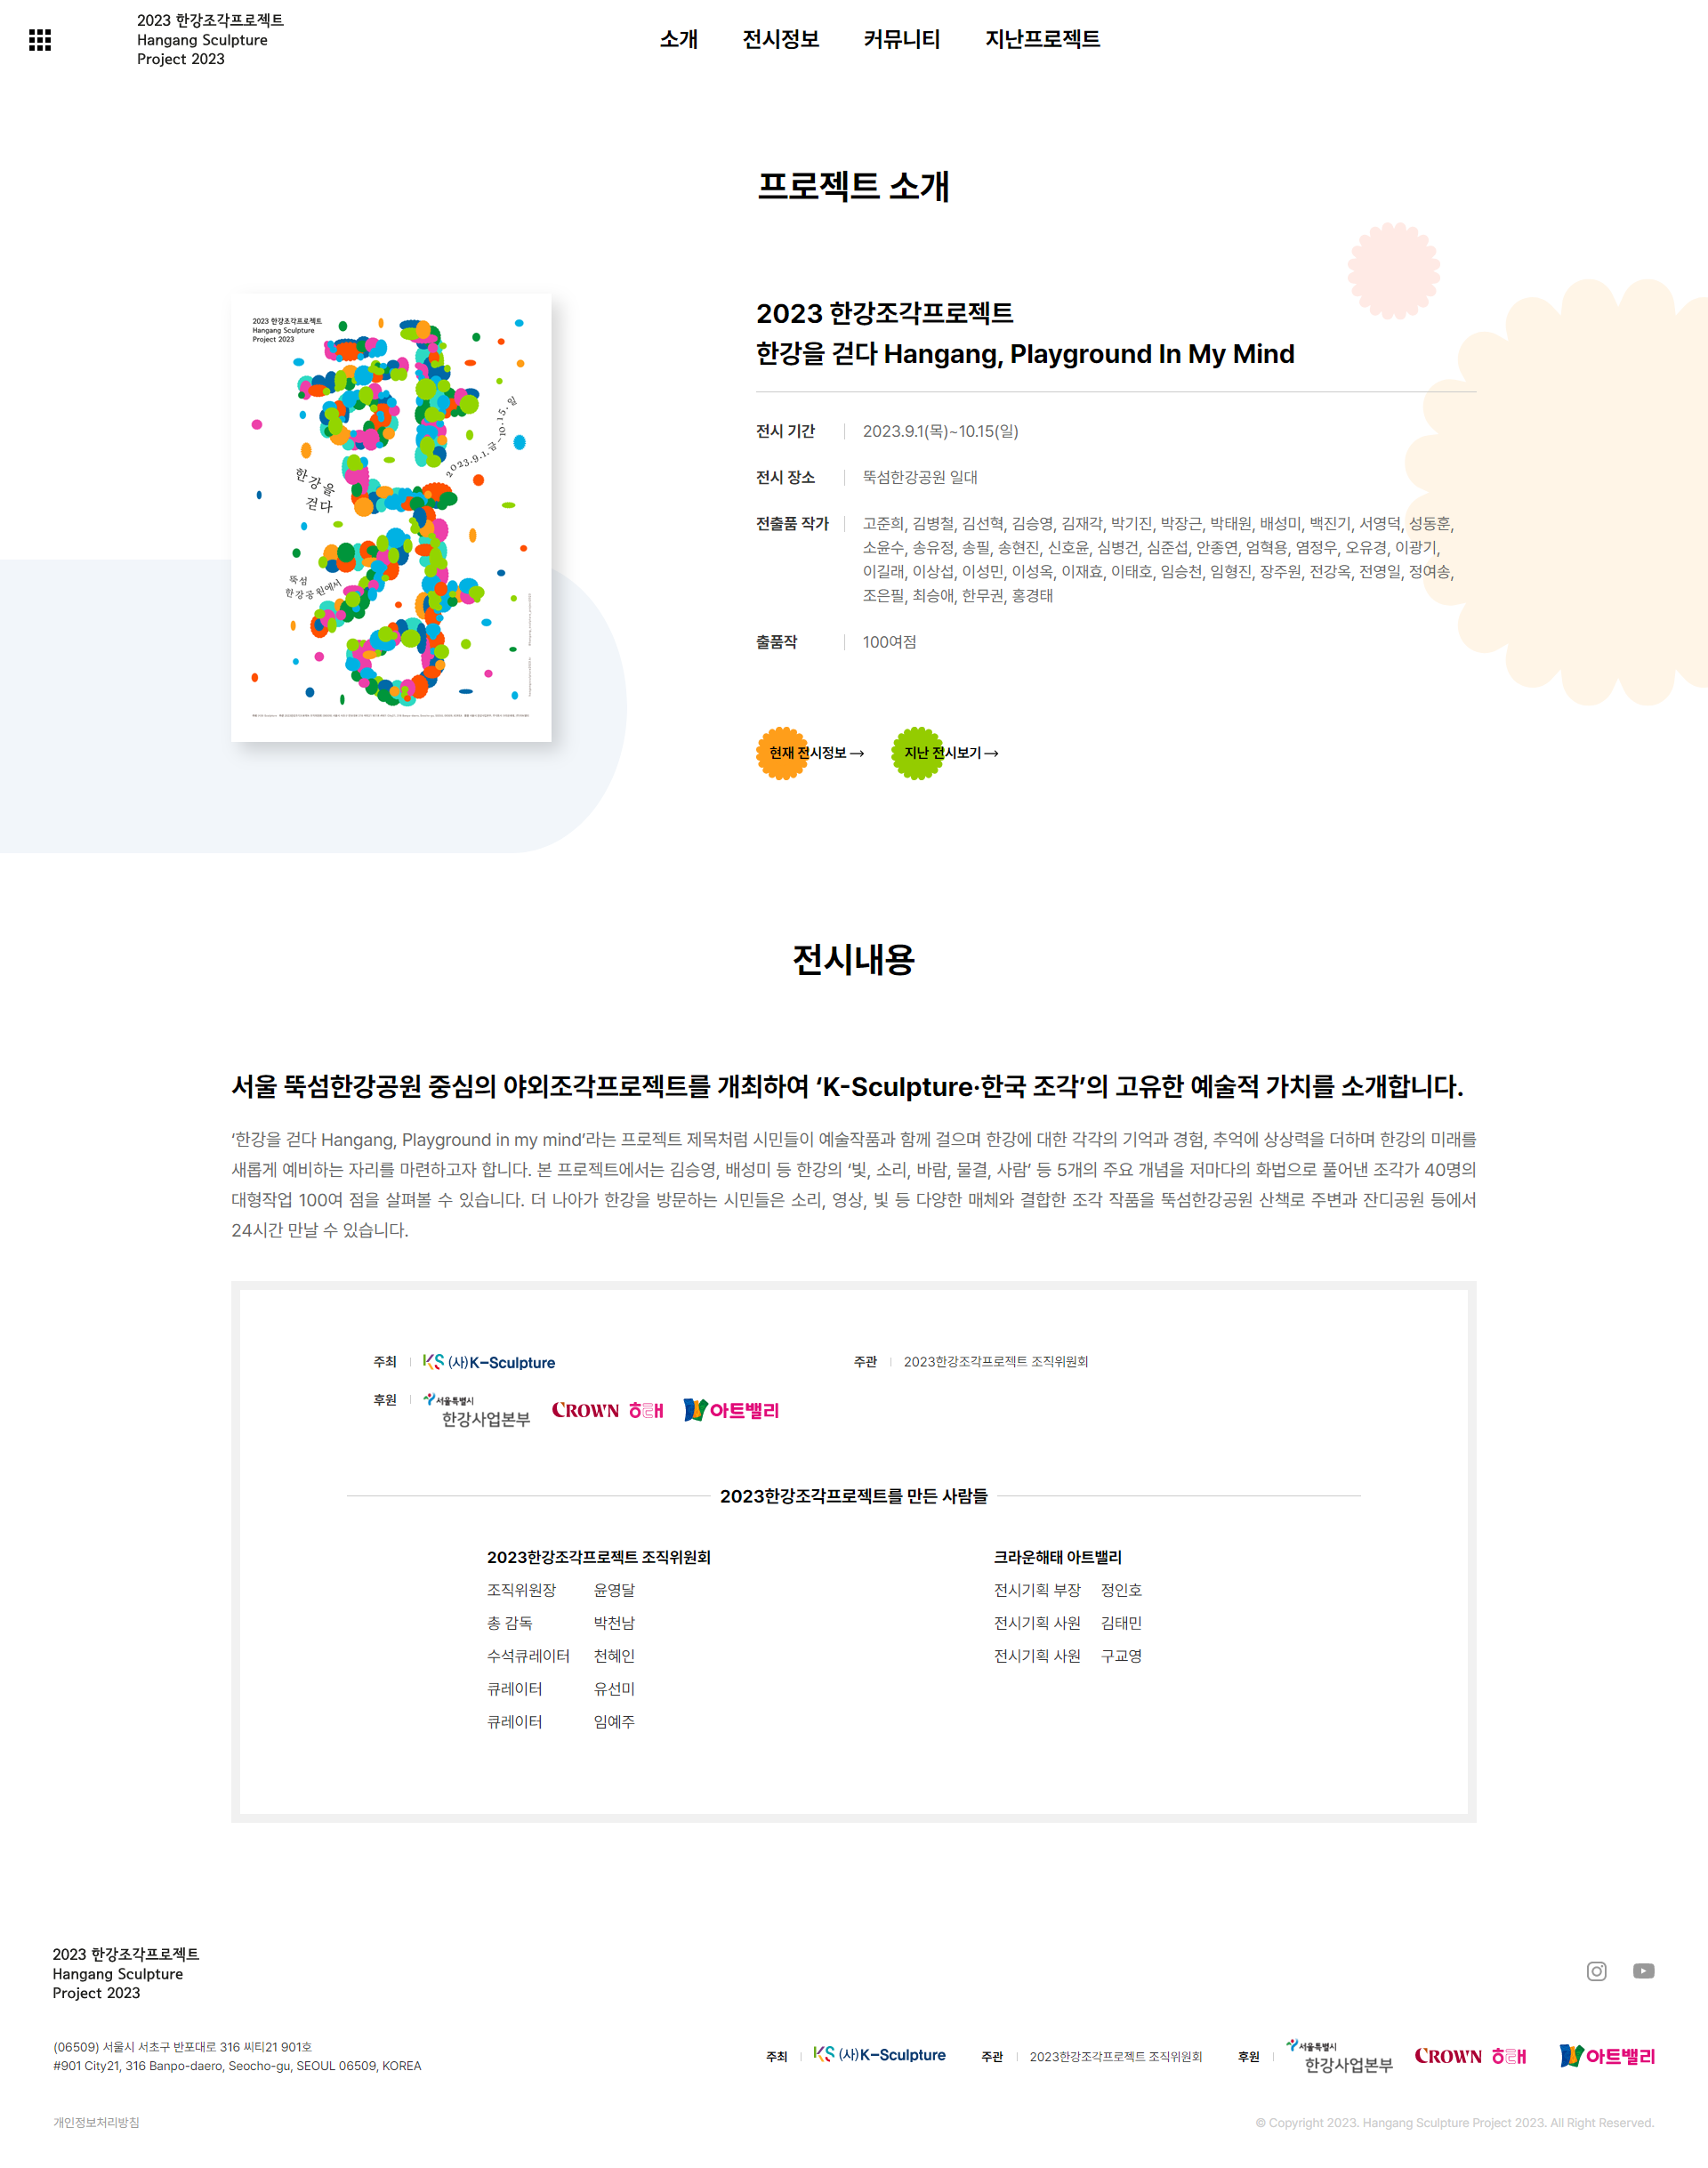 2023 한강조각프로젝트
Hangang Sculpture
Project 2023
소개 전시정보 커뮤니티 지난프로젝트
프로젝트 소개
2023 한강조각프로젝트
Hangang Sculpture
Project 2023
2023.9.1.금~10.15.일
한강을
걷다
뚝섬
한강공원에서
2023 한강조각프로젝트
한강을 걷다 Hangang, Playground In My Mind
전시 기간 2023.9.1(목)~10.15(일)
전시 장소 뚝섬한강공원 일대
전출품 작가 고준희, 김병철, 김선혁, 김승영, 김재각, 박기진, 박장근, 박태원, 배성미, 백진기, 서영덕, 성동훈,
소윤수, 송유정, 송필, 송현진, 신호윤, 심병건, 심준섭, 안종연, 엄혁용, 염정우, 오유경, 이광기,
이길래, 이상섭, 이성민, 이성옥, 이재효, 이태호, 임승천, 임형진, 장주원, 전강옥, 전영일, 정여송,
조은필, 최승애, 한무권, 홍경태
출품작 100여점
현재 전시정보→ 지난 전시보기→
전시내용
서울 뚝섬한강공원 중심의 야외조각프로젝트를 개최하여 ‘K-Sculpture·한국 조각’의 고유한 예술적 가치를 소개합니다.
‘한강을 걷다 Hangang, Playground in my mind’라는 프로젝트 제목처럼 시민들이 예술작품과 함께 걸으며 한강에 대한 각각의 기억과 경험, 추억에 상상력을 더하며 한강의 미래를
새롭게 예비하는 자리를 마련하고자 합니다. 본 프로젝트에서는 김승영, 배성미 등 한강의 ‘빛, 소리, 바람, 물결, 사람’ 등 5개의 주요 개념을 저마다의 화법으로 풀어낸 조각가 40명의
대형작업 100여 점을 살펴볼 수 있습니다. 더 나아가 한강을 방문하는 시민들은 소리, 영상, 빛 등 다양한 매체와 결합한 조각 작품을 뚝섬한강공원 산책로 주변과 잔디공원 등에서
24시간 만날 수 있습니다.
주최 KS (사)K-Sculpture 주관 2023한강조각프로젝트 조직위원회
후원 서울특별시 한강사업본부 CROWN 해태 아트밸리
2023한강조각프로젝트를 만든 사람들
2023한강조각프로젝트 조직위원회
조직위원장 윤영달
총 감독 박천남
수석큐레이터 천혜인
큐레이터 유선미
큐레이터 임예주
크라운해태 아트밸리
전시기획 부장 정인호
전시기획 사원 김태민
전시기획 사원 구교영
2023 한강조각프로젝트
Hangang Sculpture
Project 2023
(06509) 서울시 서초구 반포대로 316 씨티21 901호
#901 City21, 316 Banpo-daero, Seocho-gu, SEOUL 06509, KOREA
주최 KS (사)K-Sculpture 주관 2023한강조각프로젝트 조직위원회 후원 서울특별시 한강사업본부 CROWN 해태 아트밸리
개인정보처리방침
© Copyright 2023. Hangang Sculpture Project 2023. All Right Reserved.